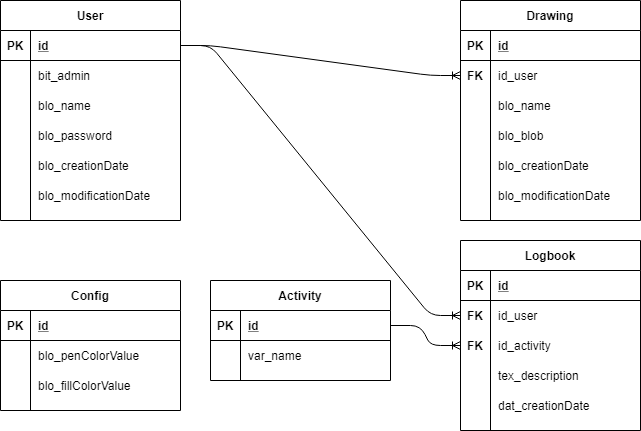 User
PK id
bit_admin
blo_name
blo_password
blo_creationDate
blo_modificationDate
Drawing
PK id
FK id_user
blo_name
blo_blob
blo_creationDate
blo_modificationDate
Config
PK id
blo_penColorValue
blo_fillColorValue
Activity
PK id
var_name
Logbook
PK id
FK id_user
FK id_activity
tex_description
dat_creationDate